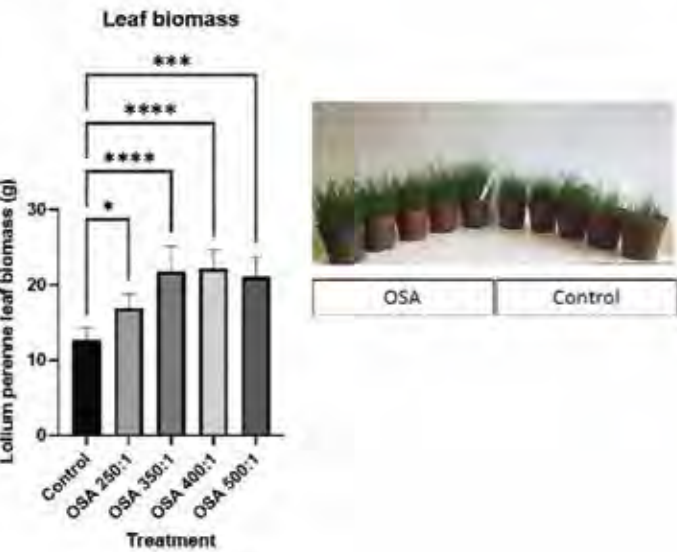 Leaf biomass
***
****
****
*
Lolium perenne leaf biomass (g)
30
20
10
0
Control
OSA 250:1
OSA 350:1
OSA 400:1
OSA 500:1
Treatment
OSA
Control